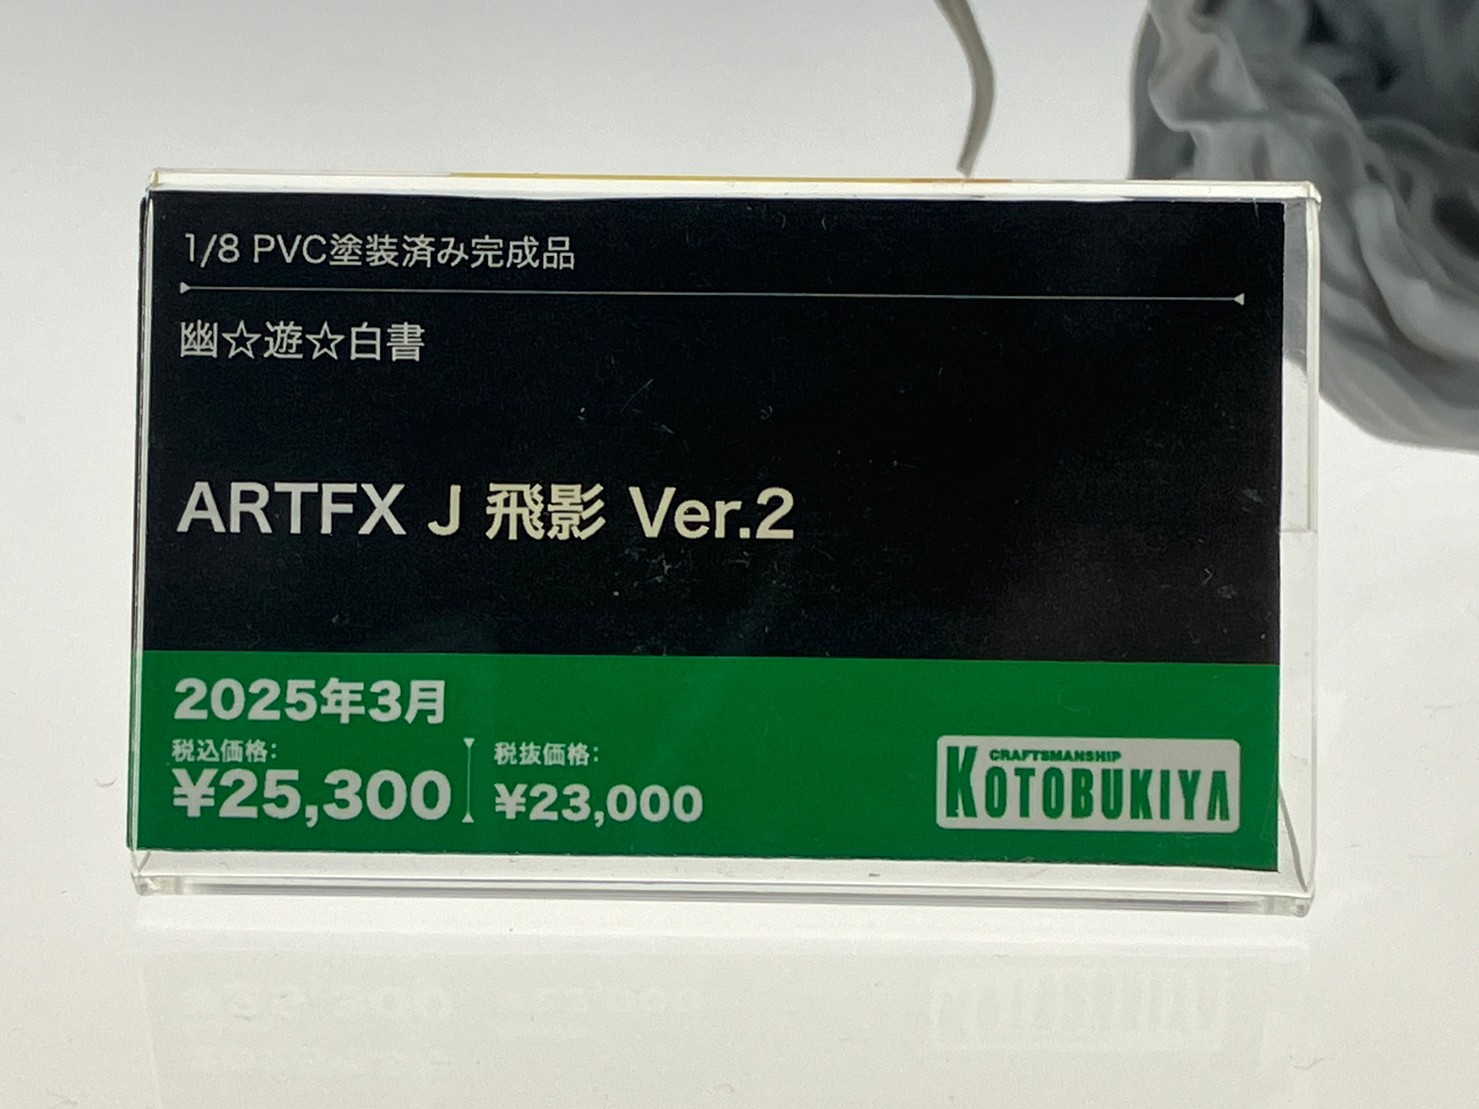 1/8 PVC塗装済み完成品
幽☆遊☆白書
ARTFX J 飛影 Ver.2
2025年3月
税込価格: 税抜価格:
¥25,300 ¥23,000
CRAFTSMANSHIP
KOTOBUKIYA